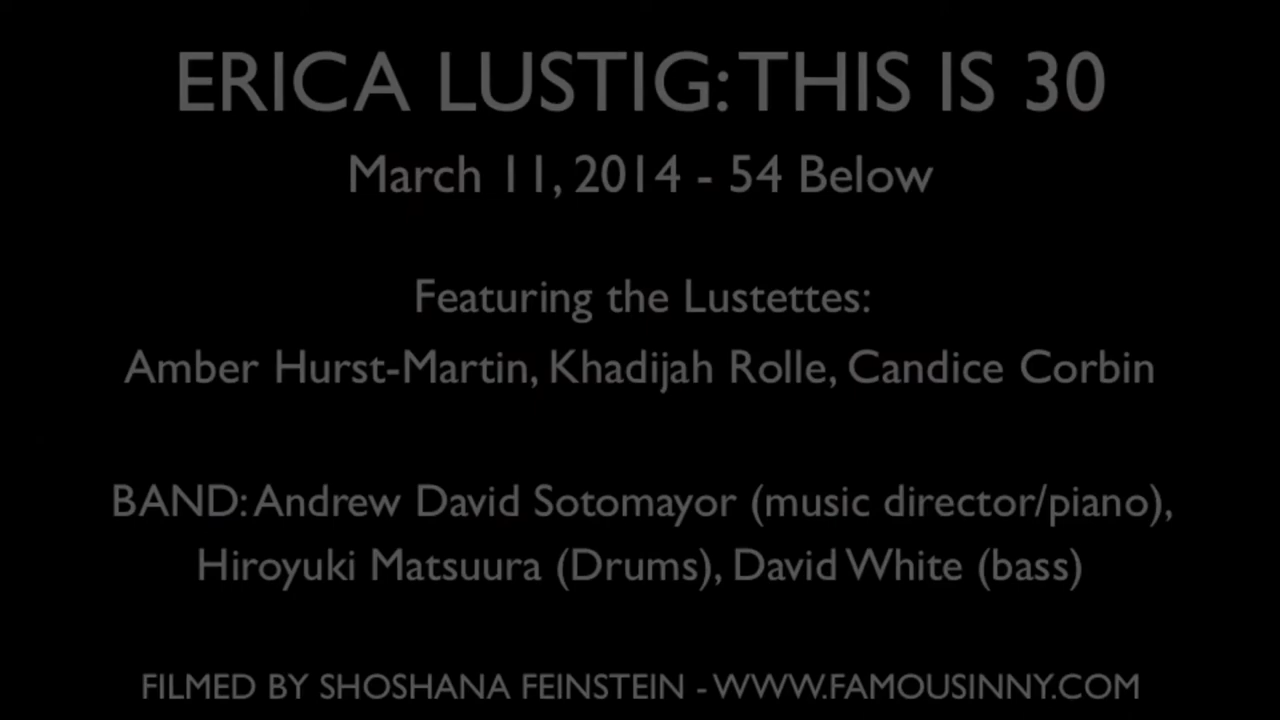 ERICA LUSTIG: THIS IS 30
March 11, 2014 - 54 Below
Featuring the Lustettes:
Amber Hurst-Martin, Khadijah Rolle, Candice Corbin
BAND: Andrew David Sotomayor (music director/piano),
Hiroyuki Matsuura (Drums), David White (bass)
FILMED BY SHOSHANA FEINSTEIN - WWW.FAMOUSINNY.COM